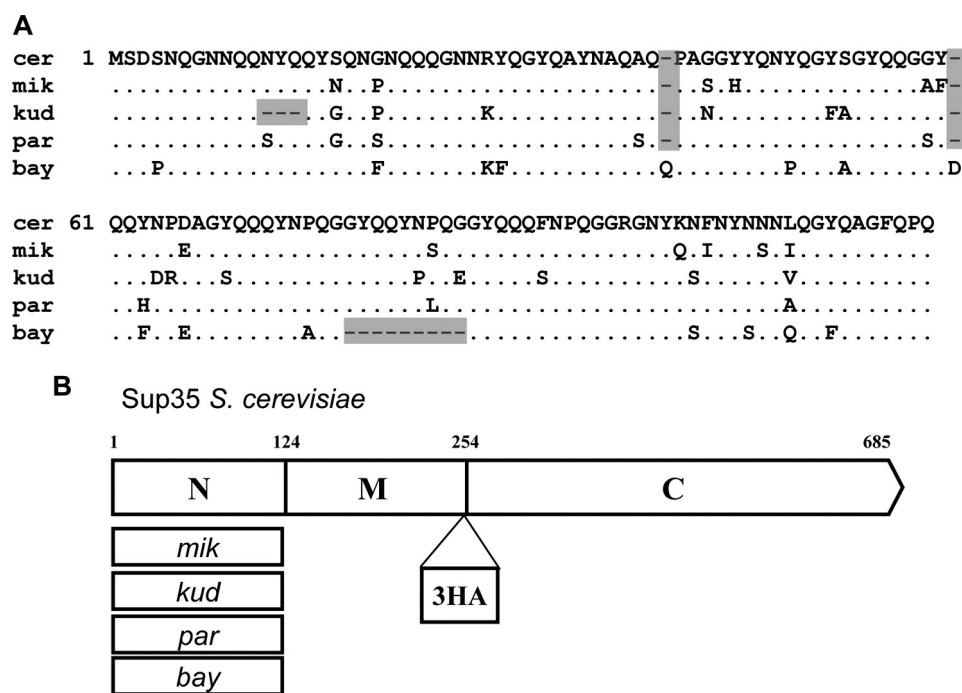 A
cer 1 MSDSNQGNNQQNYQQYSQNGNQQQGNNRYQGYQAYNAQAQ-PAGGYYQNYQGYSGYQQGGY-
mik ................N..P....................-..S.H.............AF-
kud ...........---..G..P.......K............-..N........FA.......-
par ...........S....G..S..................S.-..................S.-
bay ...P...............F.......KF...........Q........P...A.......D
cer 61 QQYNPDAGYQQQYNPQGGYQQYNPQGGYQQQFNPQGGRGNYKNFNYNNNLQGYQAGFQPQ
mik .....E.................S.................Q.I...S.I..........
kud ...DR...S.............P..E.....S..........S......V..........
par ..H....................L.........................A..........
bay ..F..E........A..---------................S...S..Q..F.......
B
Sup35 S. cerevisiae
1 124 254 685
N M C
mik
kud
par
bay
3HA